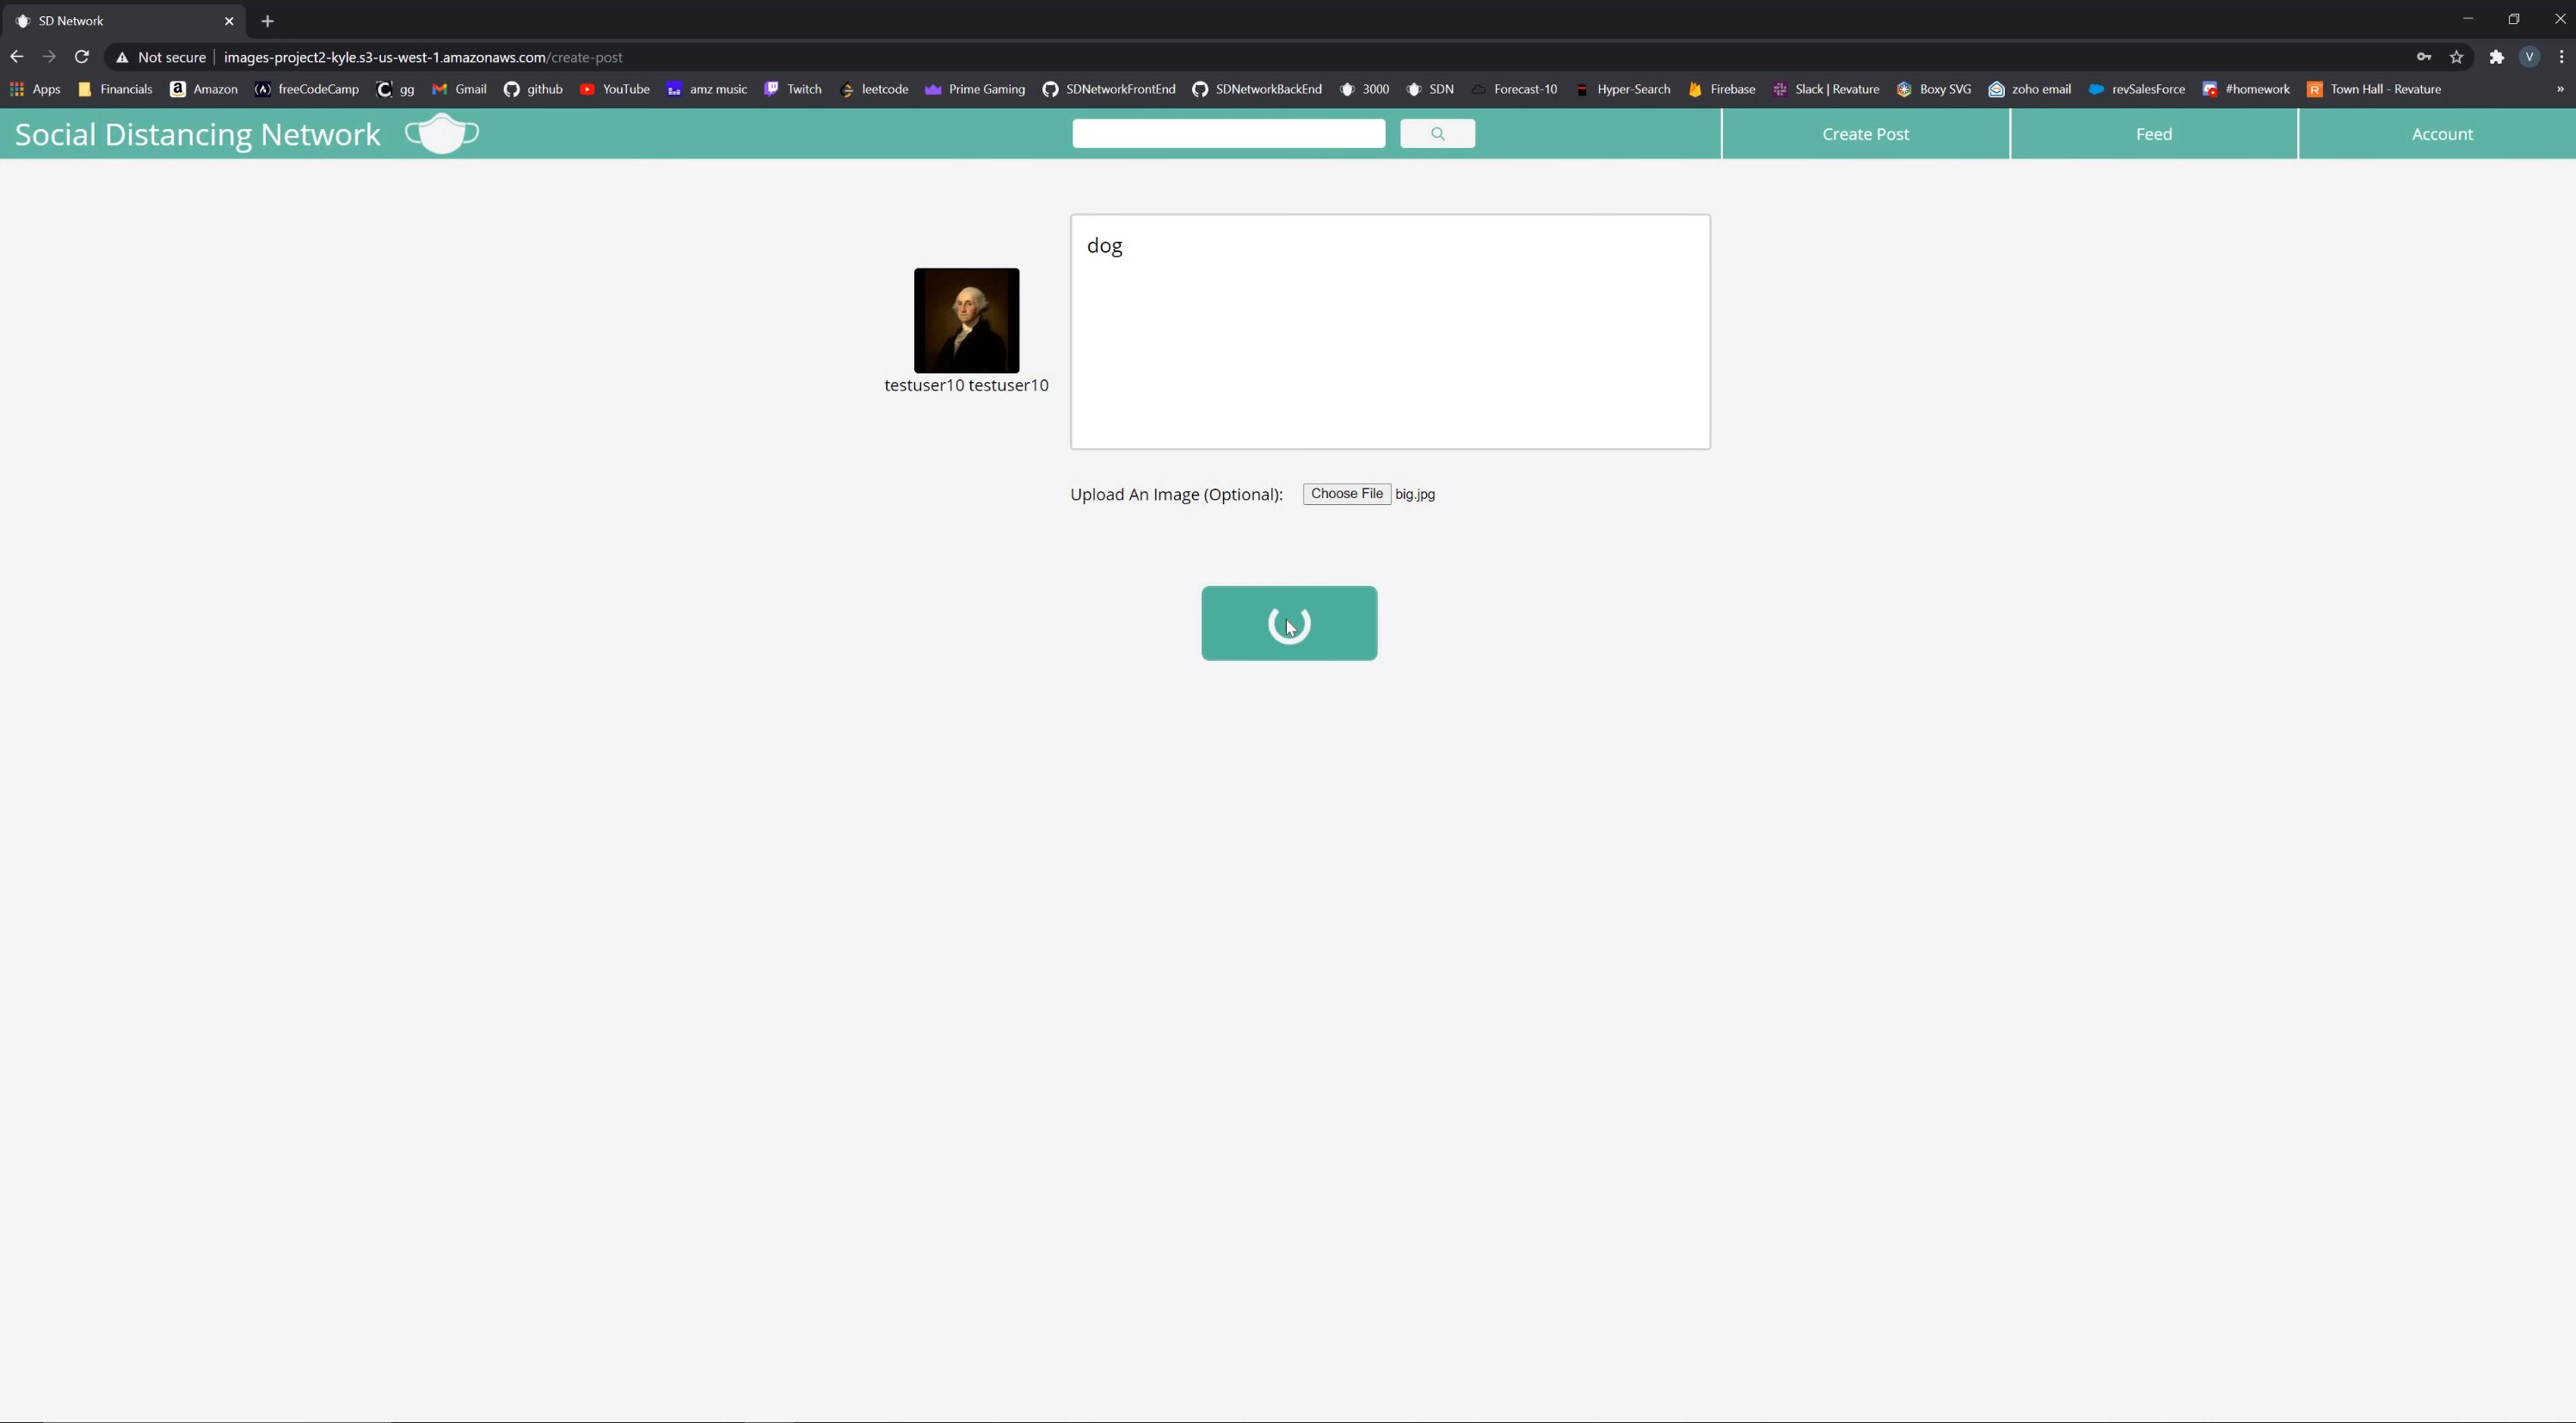 SD Network
Not secure images-project2-kyle.s3-us-west-1.amazonaws.com/create-post V
Apps Financials Amazon freeCodeCamp gg Gmail github YouTube amz music Twitch leetcode Prime Gaming SDNetworkFrontEnd SDNetworkBackEnd 3000 SDN Forecast-10 Hyper-Search Firebase Slack | Revature Boxy SVG zoho email revSalesForce #homework Town Hall - Revature »
Social Distancing Network Create Post Feed Account
dog
testuser10 testuser10
Upload An Image (Optional): Choose File big.jpg